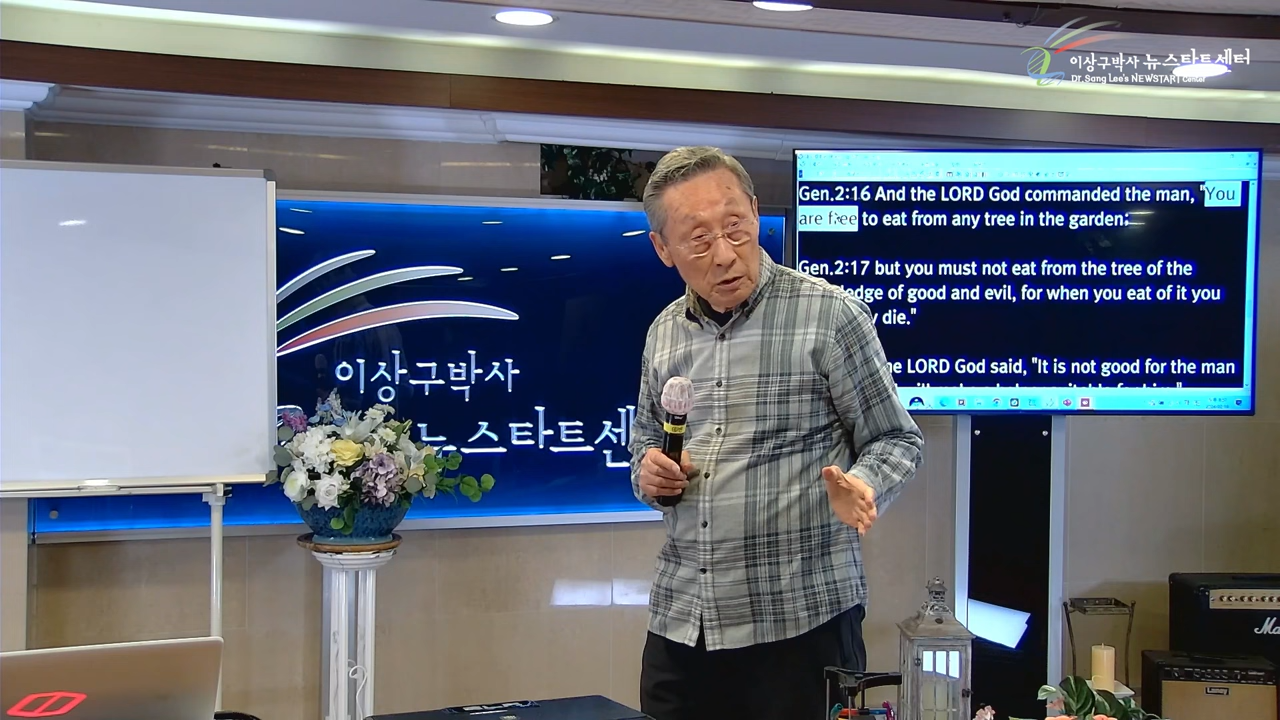 이상구박사 뉴스타트센터
Dr. Sang Lee's NEWSTART Center
Gen.2:16 And the LORD God commanded the man, "You
are free to eat from any tree in the garden;
Gen.2:17 but you must not eat from the tree of the
edge of good and evil, for when you eat of it you
die."
LORD God said, "It is not good for the man
이상구박사
뉴스타트센
Laney